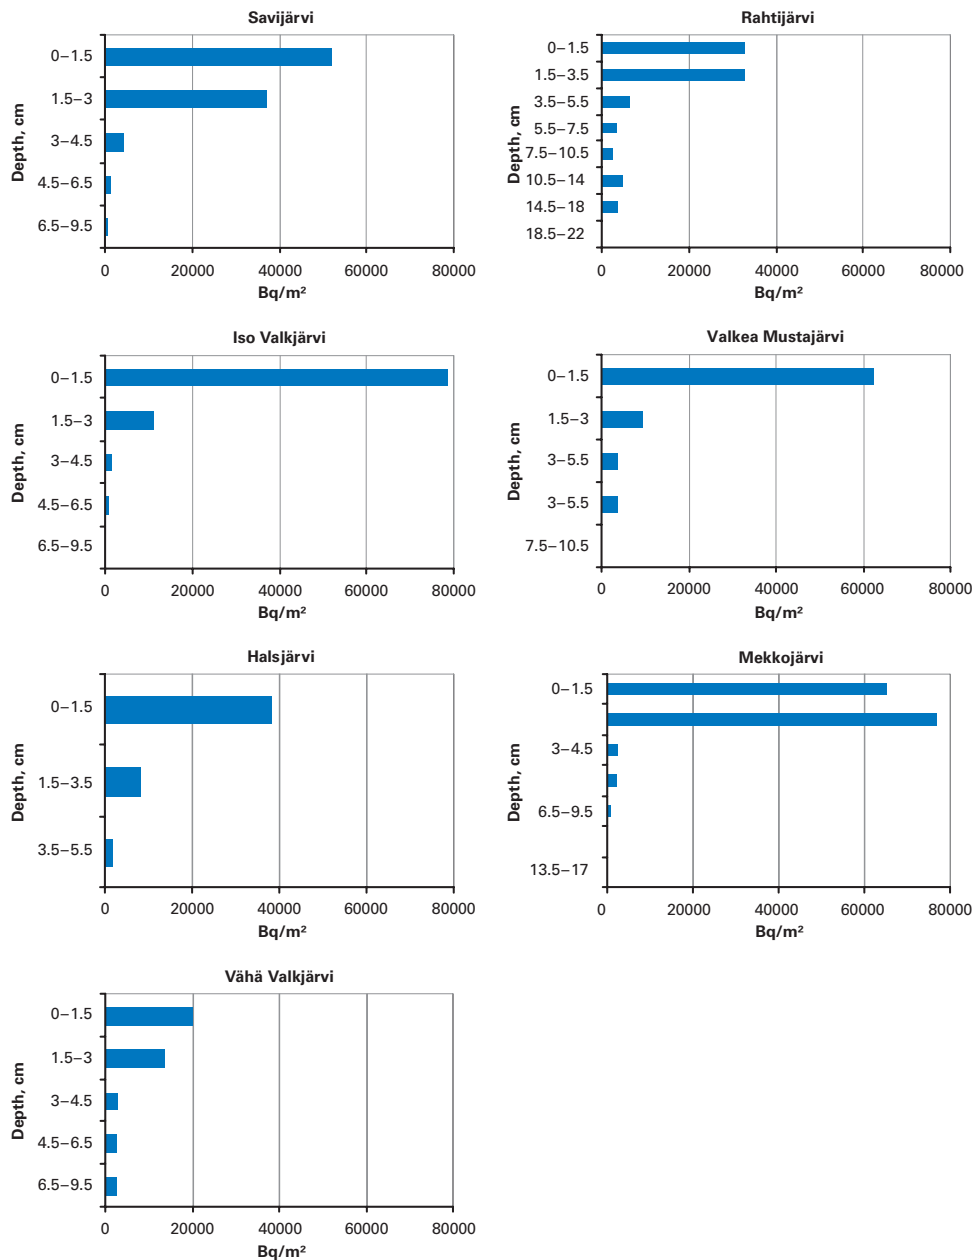 Savijärvi
Depth, cm
0–1.5
1.5–3
3–4.5
4.5–6.5
6.5–9.5
0 20000 40000 60000 80000
Bq/m²
Rahtijärvi
Depth, cm
0–1.5
1.5–3.5
3.5–5.5
5.5–7.5
7.5–10.5
10.5–14
14.5–18
18.5–22
0 20000 40000 60000 80000
Bq/m²
Iso Valkjärvi
Depth, cm
0–1.5
1.5–3
3–4.5
4.5–6.5
6.5–9.5
0 20000 40000 60000 80000
Bq/m²
Valkea Mustajärvi
Depth, cm
0–1.5
1.5–3
3–5.5
3–5.5
7.5–10.5
0 20000 40000 60000 80000
Bq/m²
Halsjärvi
Depth, cm
0–1.5
1.5–3.5
3.5–5.5
0 20000 40000 60000 80000
Bq/m²
Mekkojärvi
Depth, cm
0–1.5
3–4.5
6.5–9.5
13.5–17
0 20000 40000 60000 80000
Bq/m²
Vähä Valkjärvi
Depth, cm
0–1.5
1.5–3
3–4.5
4.5–6.5
6.5–9.5
0 20000 40000 60000 80000
Bq/m²